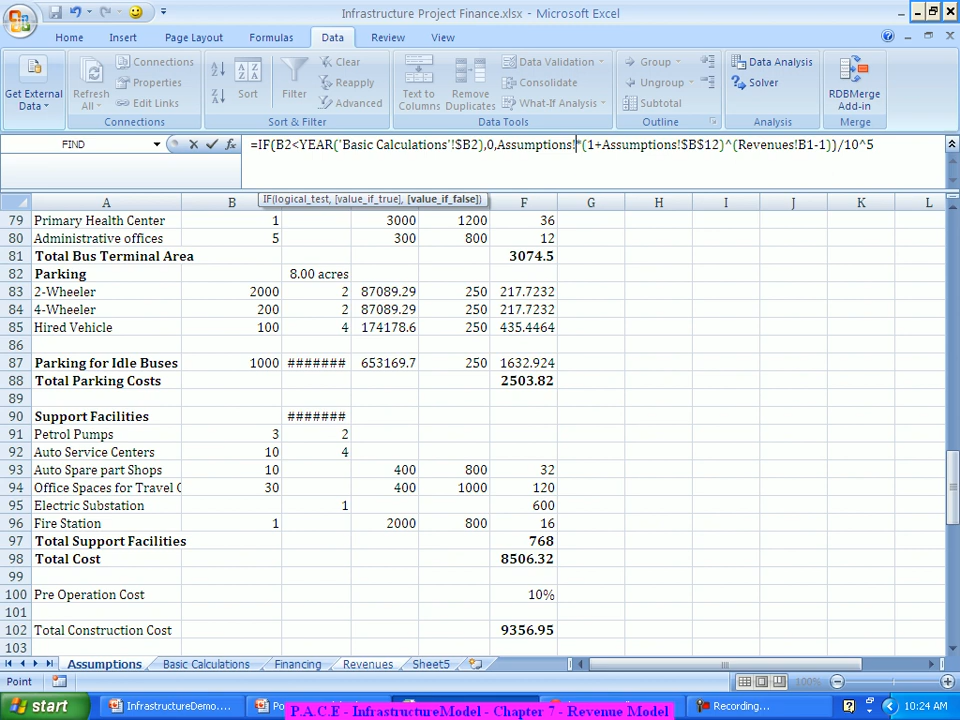 Infrastructure Project Finance.xlsx - Microsoft Excel
Home Insert Page Layout Formulas Data Review View
Get External Data
Refresh All
Connections
Properties
Edit Links
Connections
Sort
Filter
Clear
Reapply
Advanced
Sort & Filter
Text to Columns
Remove Duplicates
Data Validation
Consolidate
What-If Analysis
Data Tools
Group
Ungroup
Subtotal
Outline
Data Analysis
Solver
Analysis
RDBMerge Add-in
Merge
FIND
fx
=IF(B2<YEAR('Basic Calculations'!$B2),0,Assumptions!*(1+Assumptions!$B$12)^(Revenues!B1-1))/10^5
IF(logical_test, [value_if_true], [value_if_false])
A B F G H I J K L
79 Primary Health Center 1 3000 1200 36
80 Administrative offices 5 300 800 12
81 Total Bus Terminal Area 3074.5
82 Parking 8.00 acres
83 2-Wheeler 2000 2 87089.29 250 217.7232
84 4-Wheeler 200 2 87089.29 250 217.7232
85 Hired Vehicle 100 4 174178.6 250 435.4464
86
87 Parking for Idle Buses 1000 ####### 653169.7 250 1632.924
88 Total Parking Costs 2503.82
89
90 Support Facilities #######
91 Petrol Pumps 3 2
92 Auto Service Centers 10 4
93 Auto Spare part Shops 10 400 800 32
94 Office Spaces for Travel 30 400 1000 120
95 Electric Substation 1 600
96 Fire Station 1 2000 800 16
97 Total Support Facilities 768
98 Total Cost 8506.32
99
100 Pre Operation Cost 10%
101
102 Total Construction Cost 9356.95
103
Assumptions Basic Calculations Financing Revenues Sheet5
Point 100%
start InfrastructureDemo.... Po Recording... 10:24 AM
P.A.C.E - InfrastructureModel - Chapter 7 - Revenue Model